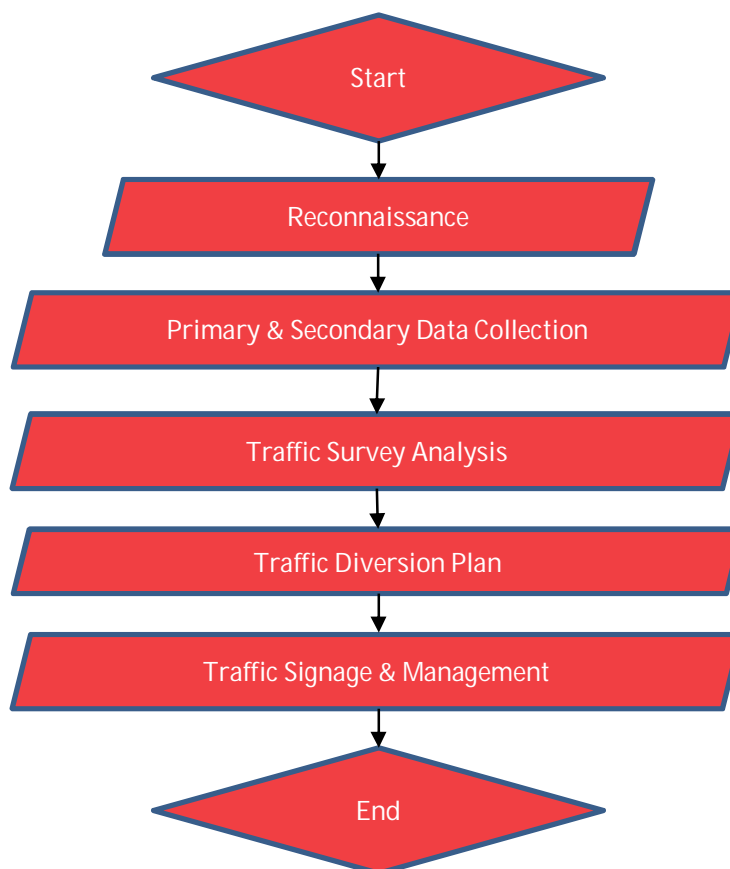 Start
Reconnaissance
Primary & Secondary Data Collection
Traffic Survey Analysis
Traffic Diversion Plan
Traffic Signage & Management
End